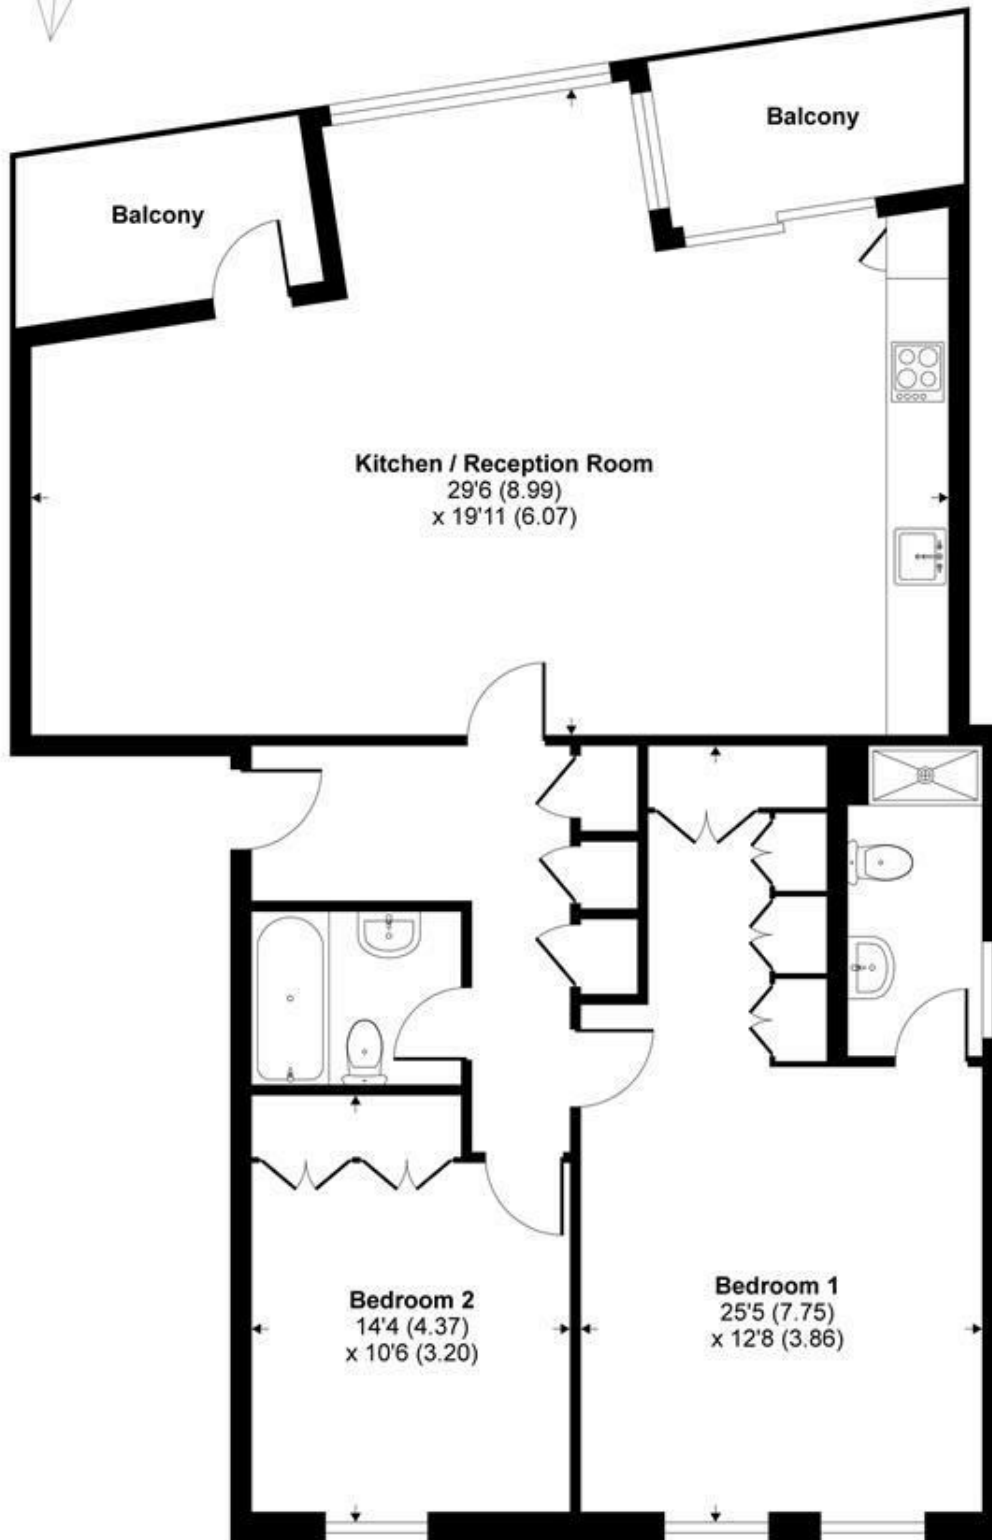 Balcony
Balcony
Kitchen / Reception Room
29'6 (8.99)
x 19'11 (6.07)
Bedroom 2
14'4 (4.37)
x 10'6 (3.20)
Bedroom 1
25'5 (7.75)
x 12'8 (3.86)